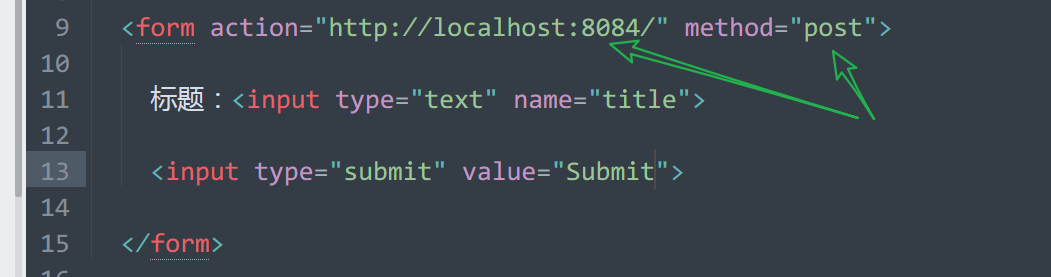 9 <form action="http://localhost:8084/" method="post">
10
11 标题：<input type="text" name="title">
12
13 <input type="submit" value="Submit">
14
15 </form>